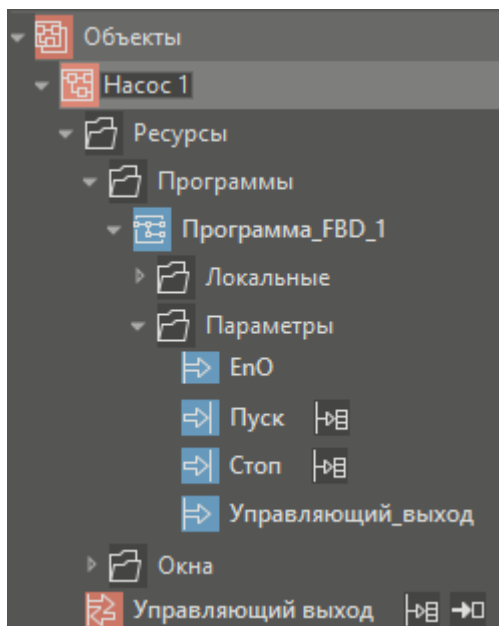 Объекты
Насос 1
Ресурсы
Программы
Программа_FBD_1
Локальные
Параметры
EnO
Пуск
Стоп
Управляющий_выход
Окна
Управляющий выход